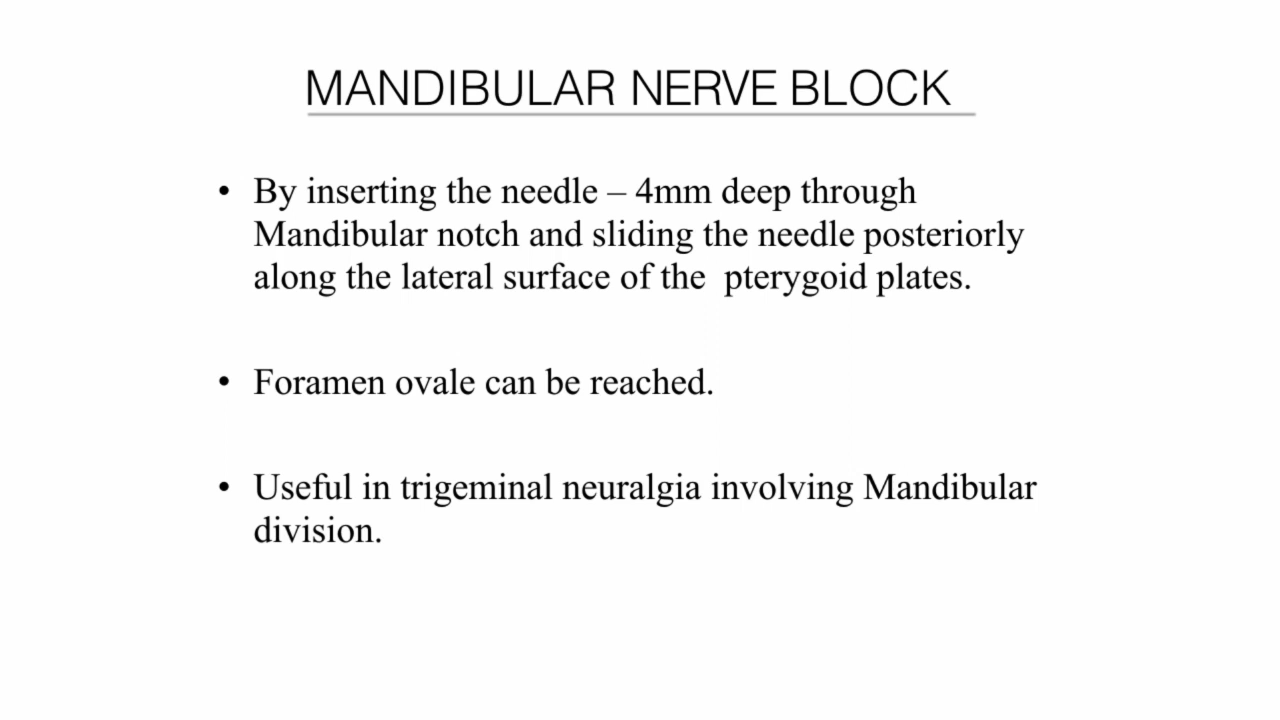 MANDIBULAR NERVE BLOCK
• By inserting the needle – 4mm deep through
Mandibular notch and sliding the needle posteriorly
along the lateral surface of the  pterygoid plates.
• Foramen ovale can be reached.
• Useful in trigeminal neuralgia involving Mandibular
division.